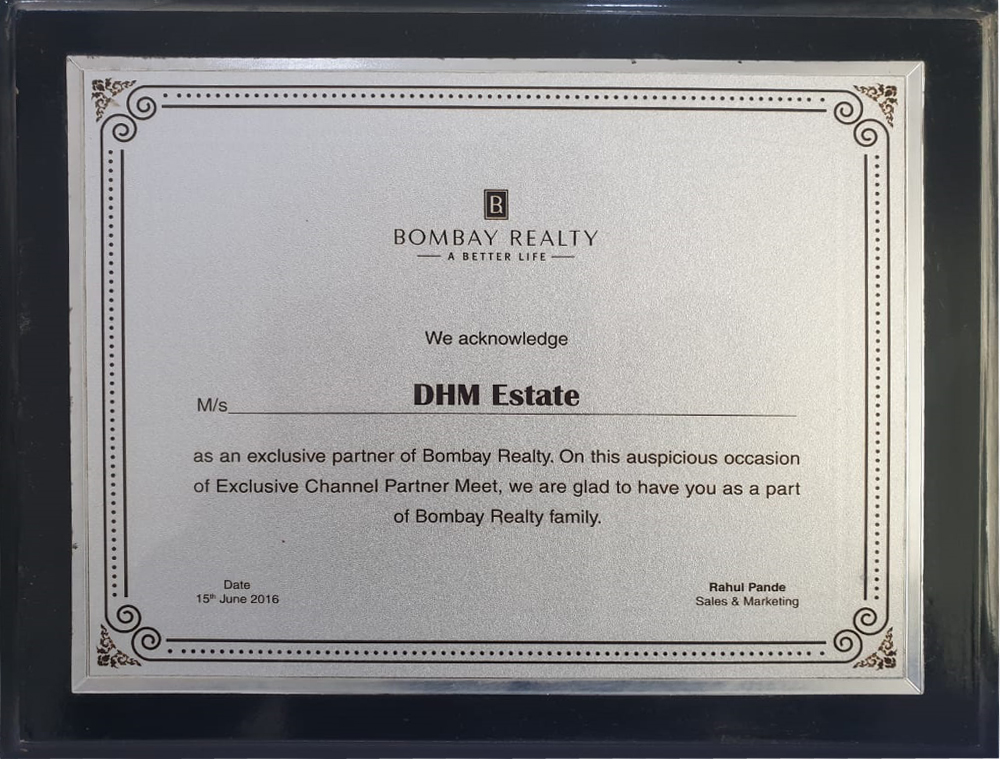 B
BOMBAY REALTY
A BETTER LIFE
We acknowledge
M/s DHM Estate
as an exclusive partner of Bombay Realty. On this auspicious occasion
of Exclusive Channel Partner Meet, we are glad to have you as a part
of Bombay Realty family.
Date
15th June 2016
Rahul Pande
Sales & Marketing